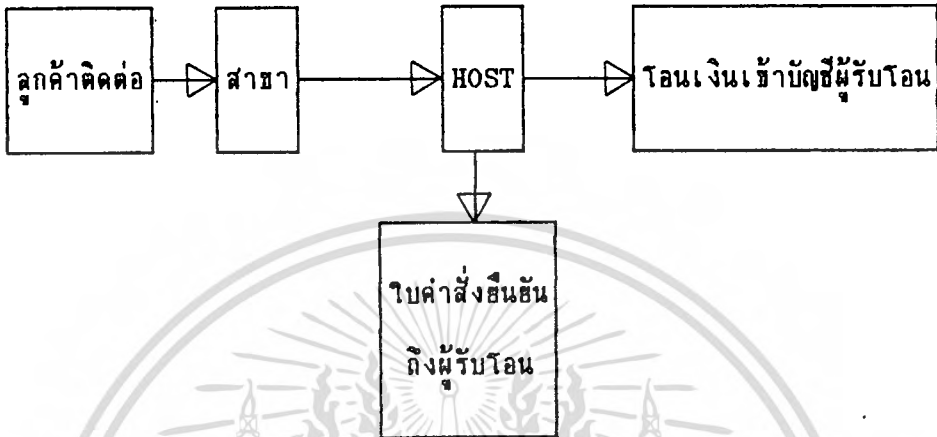 ลูกค้าติดต่อ
สาขา
HOST
โอนเงินเข้าบัญชีผู้รับโอน
ใบคำสั่งยืนยัน
ถึงผู้รับโอน